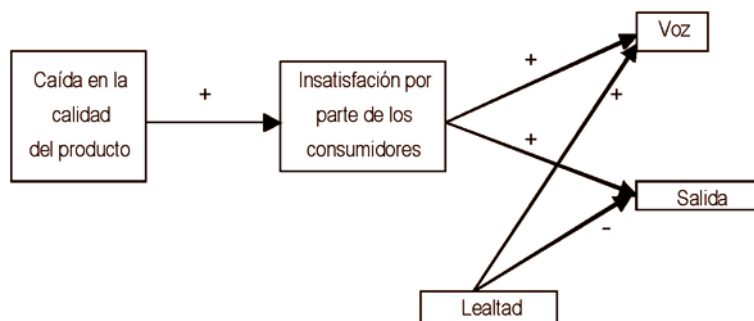 Caída en la
calidad
del producto
+
Insatisfación por
parte de los
consumidores
+
+
+
-
Voz
Salida
Lealtad